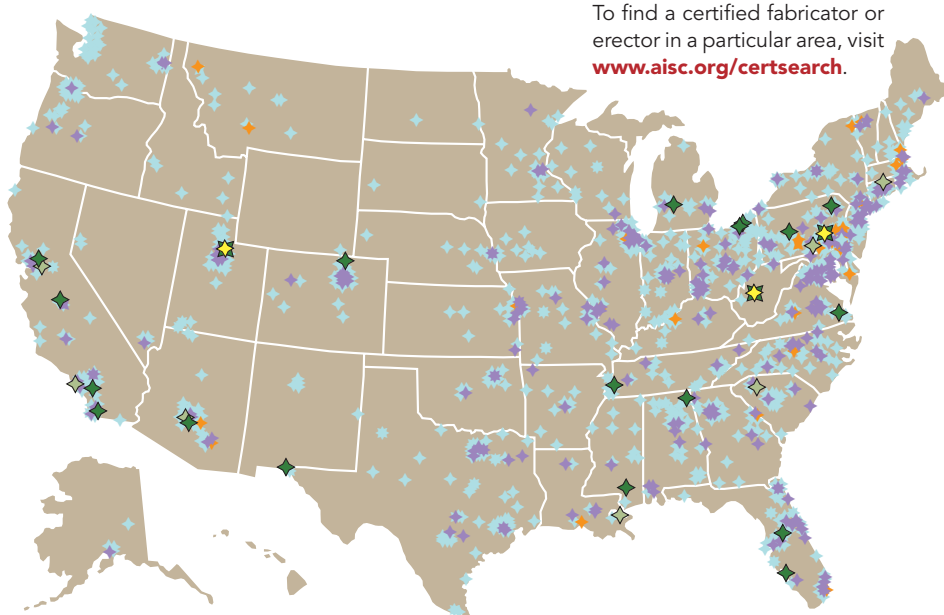 To find a certified fabricator or
erector in a particular area, visit
www.aisc.org/certsearch.